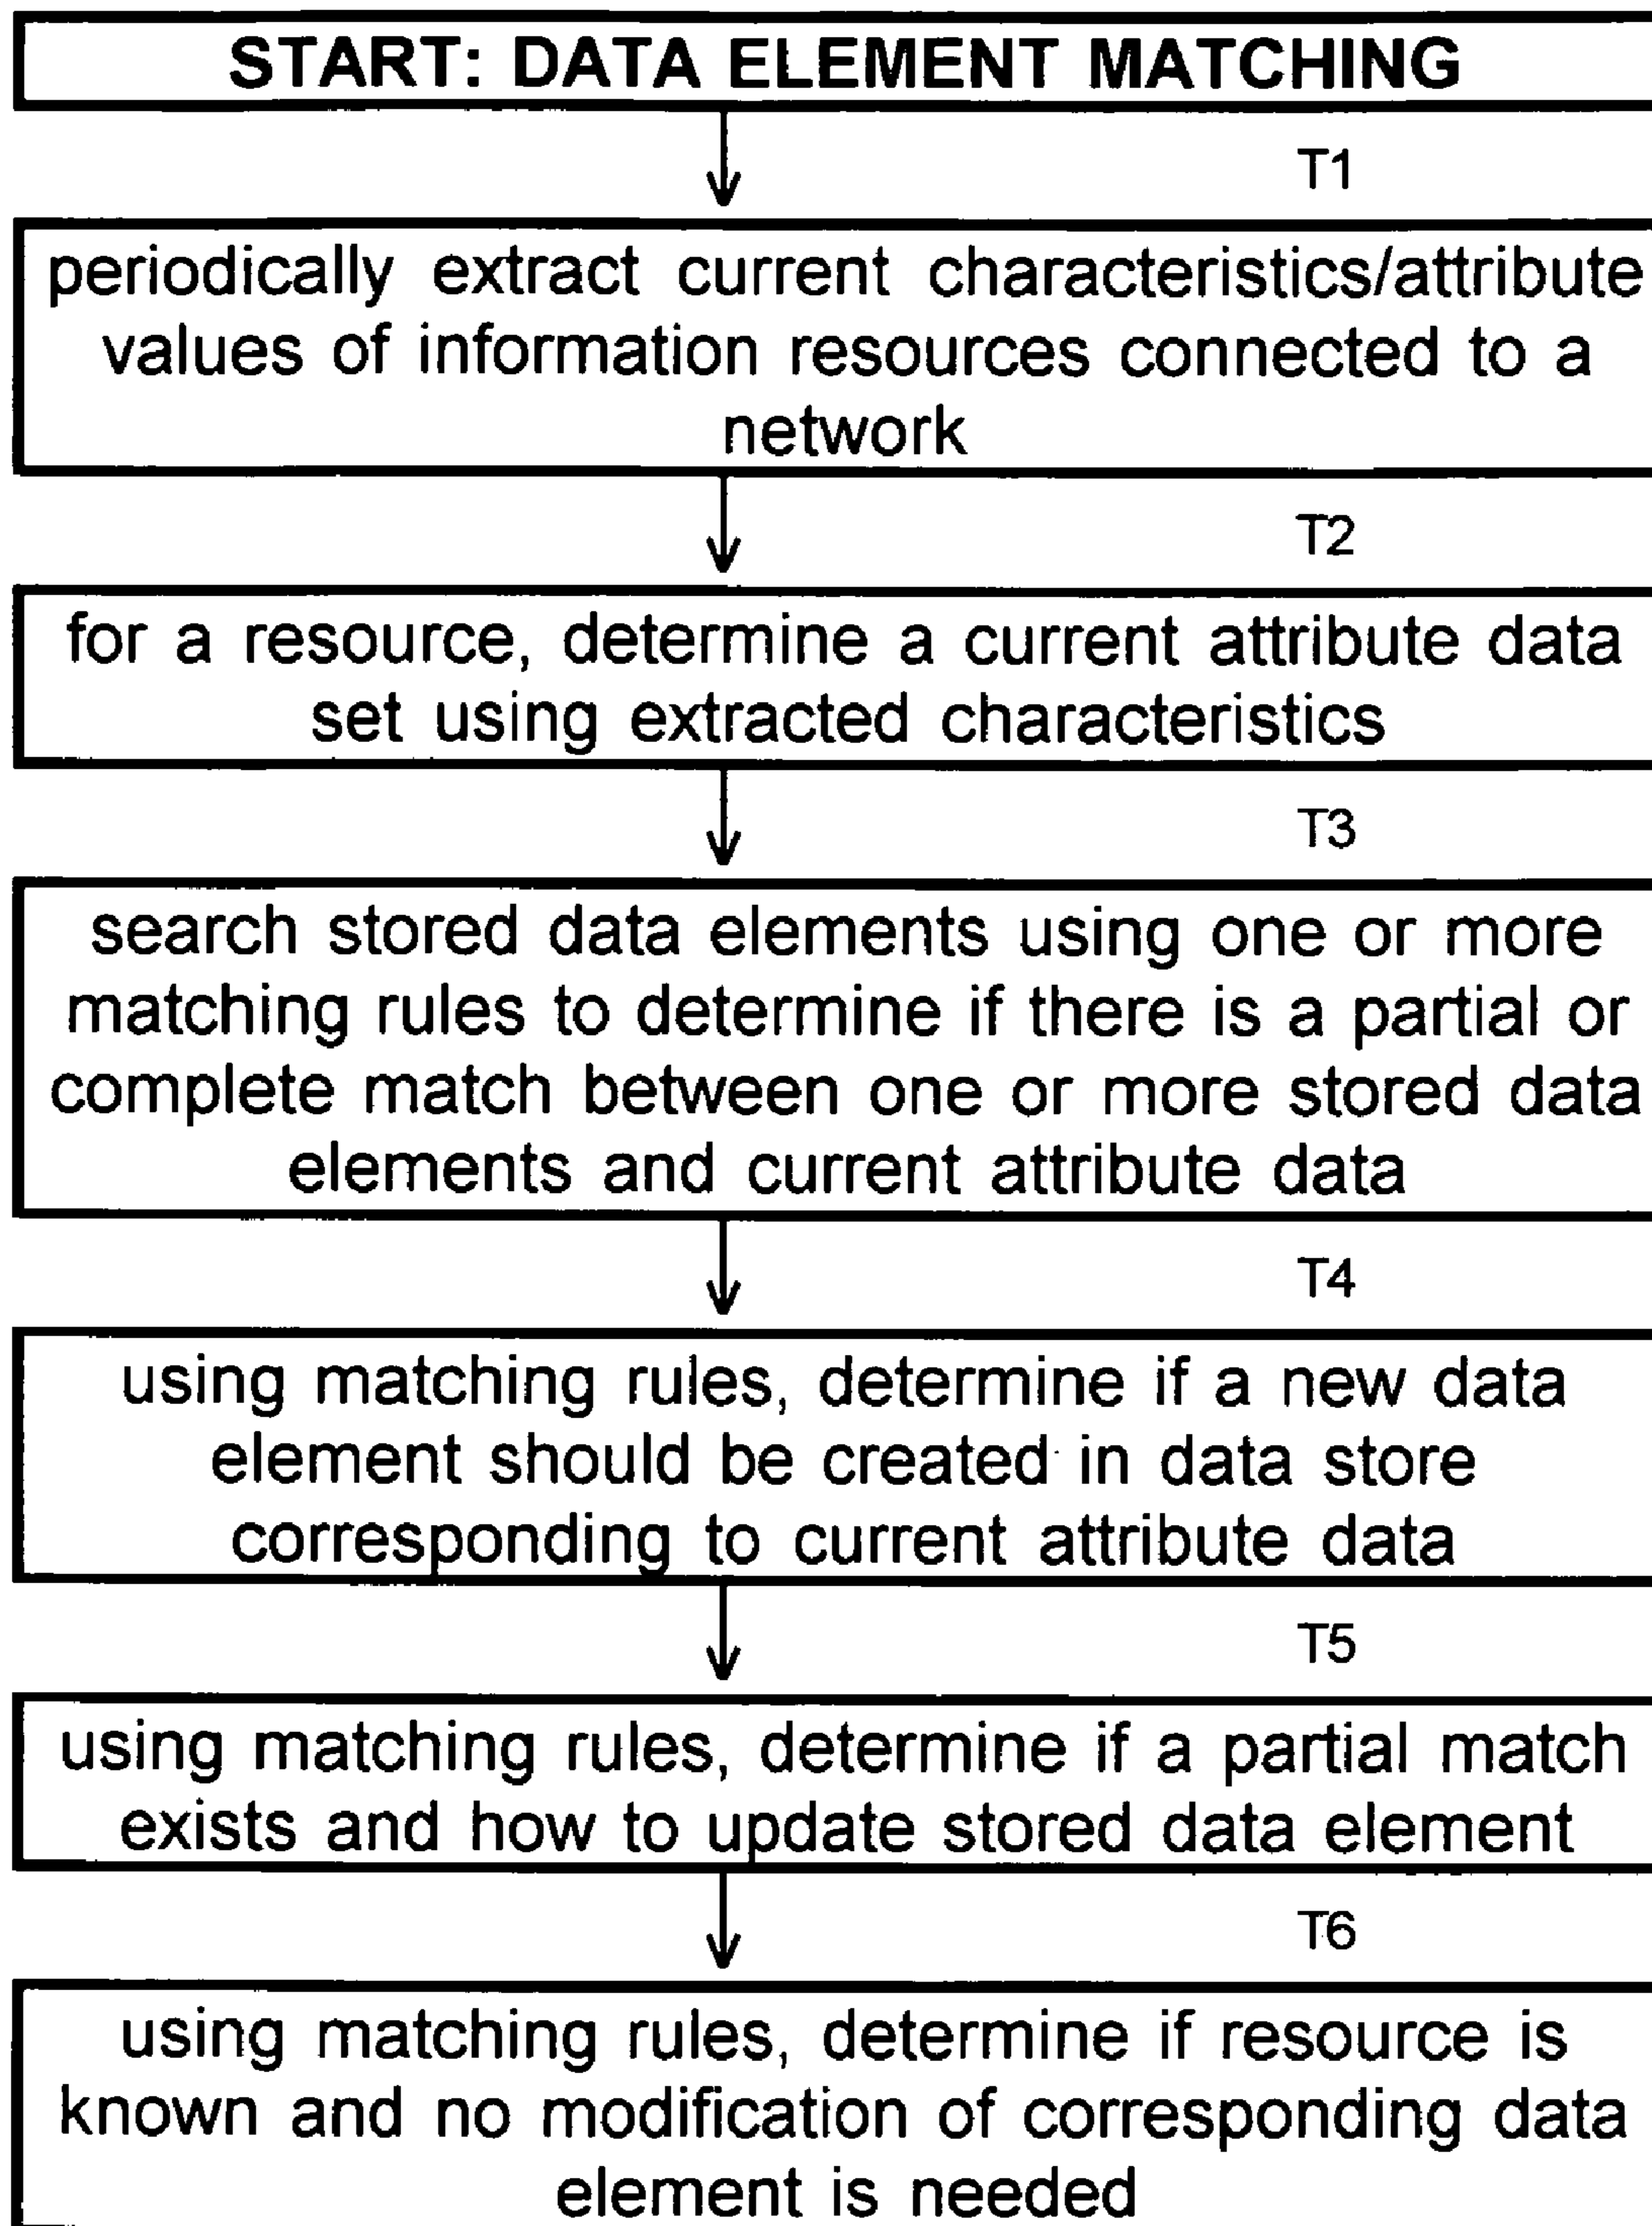 START: DATA ELEMENT MATCHING
T1
periodically extract current characteristics/attribute
values of information resources connected to a
network
T2
for a resource, determine a current attribute data
set using extracted characteristics
T3
search stored data elements using one or more
matching rules to determine if there is a partial or
complete match between one or more stored data
elements and current attribute data
T4
using matching rules, determine if a new data
element should be created in data store
corresponding to current attribute data
T5
using matching rules, determine if a partial match
exists and how to update stored data element
T6
using matching rules, determine if resource is
known and no modification of corresponding data
element is needed